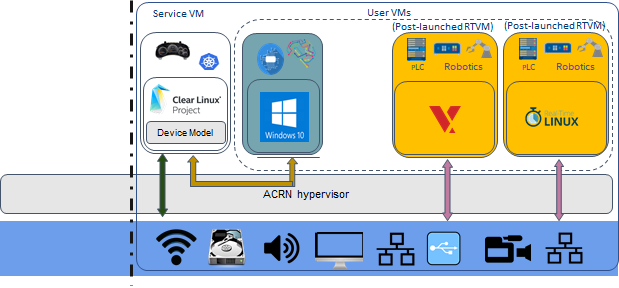 Service VM
User VMs
(Post-launched RTVM)
(Post-launched RTVM)
PLC
Robotics
PLC
Robotics
Clear Linux
Project
Device Model
Windows 10
LINUX
ACRN hypervisor